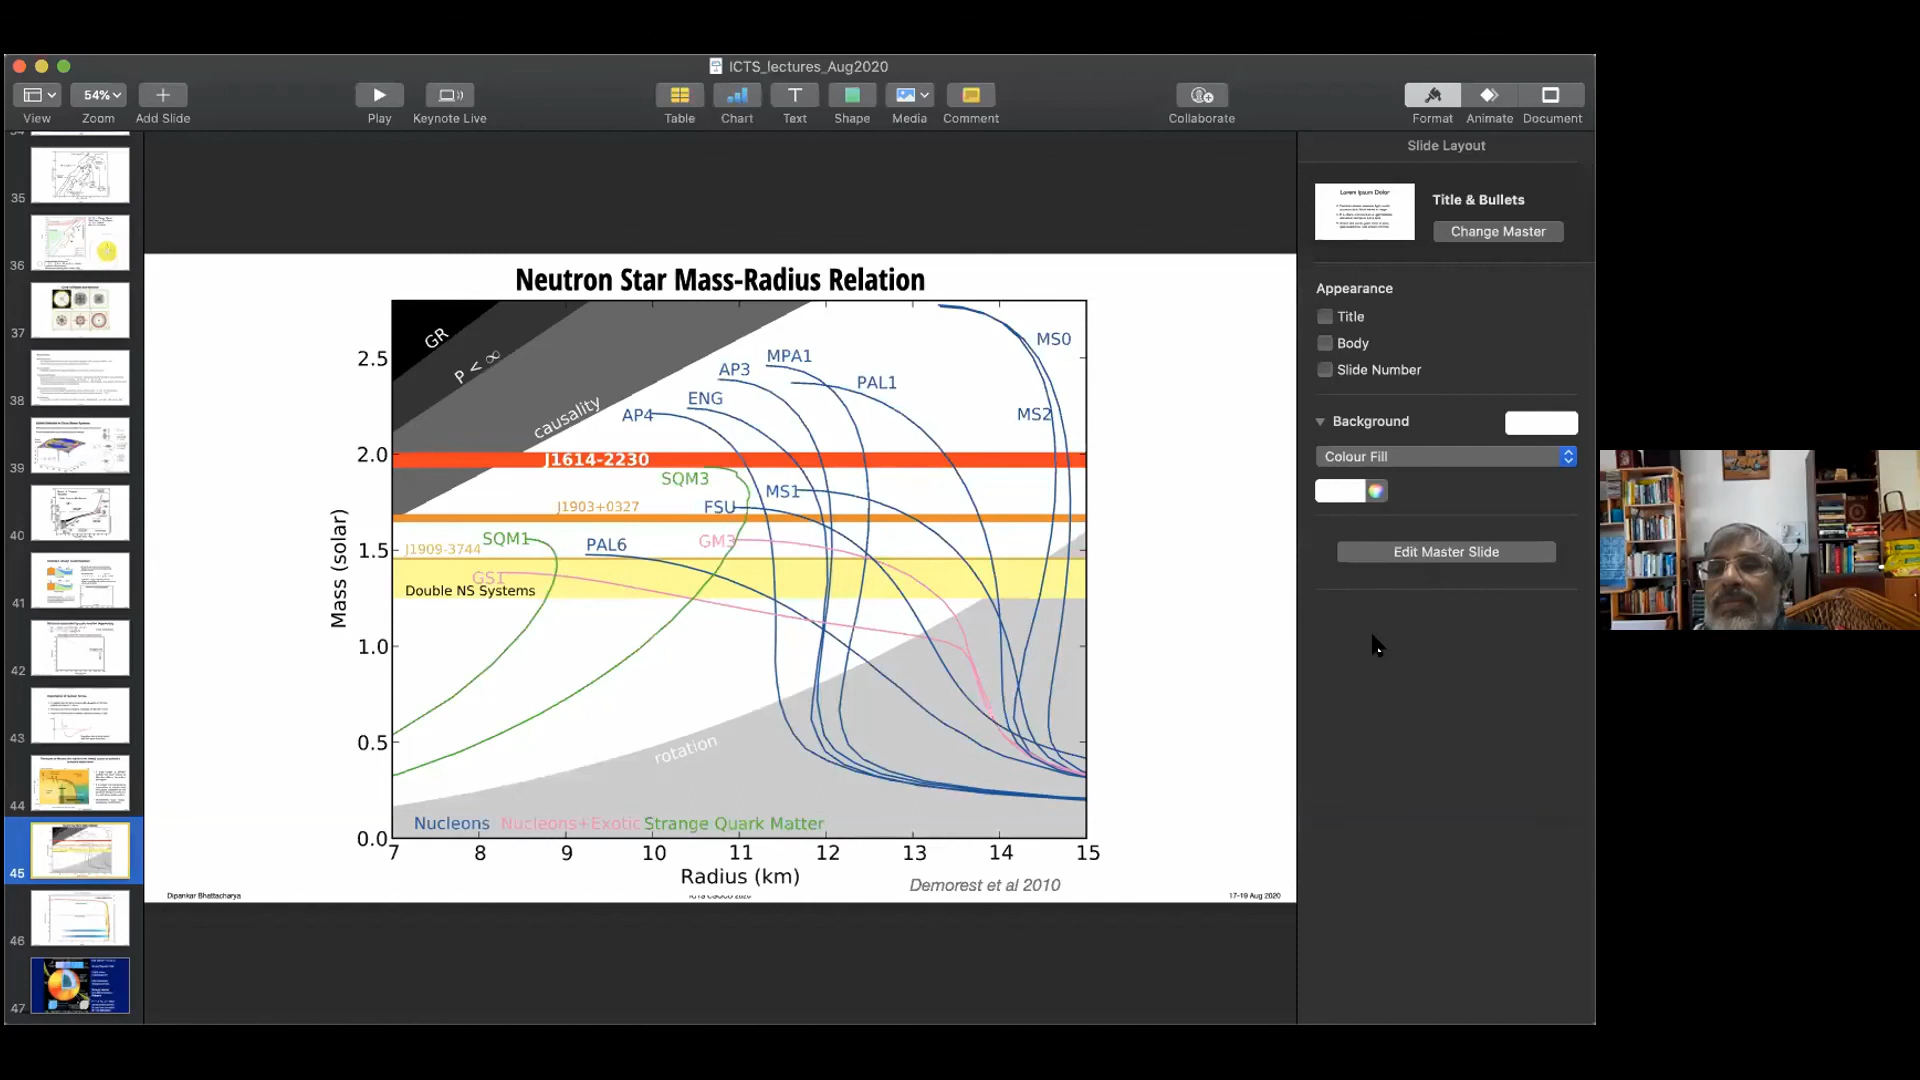 ICTS_lectures_Aug2020
54%
View Zoom Add Slide Play Keynote Live Table Chart Text Shape Media Comment Collaborate Format Animate Document
Slide Layout
Title & Bullets
Change Master
Appearance
Title
Body
Slide Number
Background
Colour Fill
Edit Master Slide
35
36
37
38
39
40
41
42
43
44
45
46
47
Neutron Star Mass-Radius Relation
GR
P < ∞
causality
rotation
MS0
MPA1
AP3
PAL1
ENG
AP4
MS2
J1614-2230
SQM3
MS1
J1903+0327
FSU
SQM1
GM3
PAL6
J1909-3744
GS1
Double NS Systems
Nucleons Nucleons+Exotic Strange Quark Matter
2.5
2.0
1.5
1.0
0.5
0.0
Mass (solar)
7 8 9 10 11 12 13 14 15
Radius (km)
Demorest et al 2010
Dipankar Bhattacharya
17-19 Aug 2020